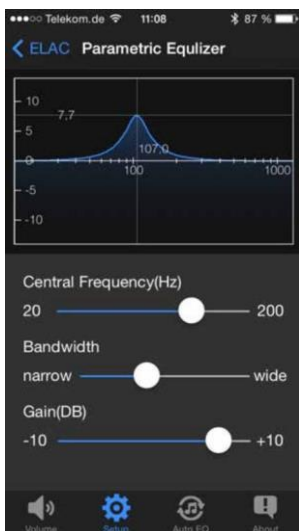 Telekom.de 11:08 87 %
ELAC Parametric Equlizer
10
7,7
5
107,0
0
100 1000
-5
-10
Central Frequency(Hz)
20 200
Bandwidth
narrow wide
Gain(DB)
-10 +10
Volume Setup Auto EQ About